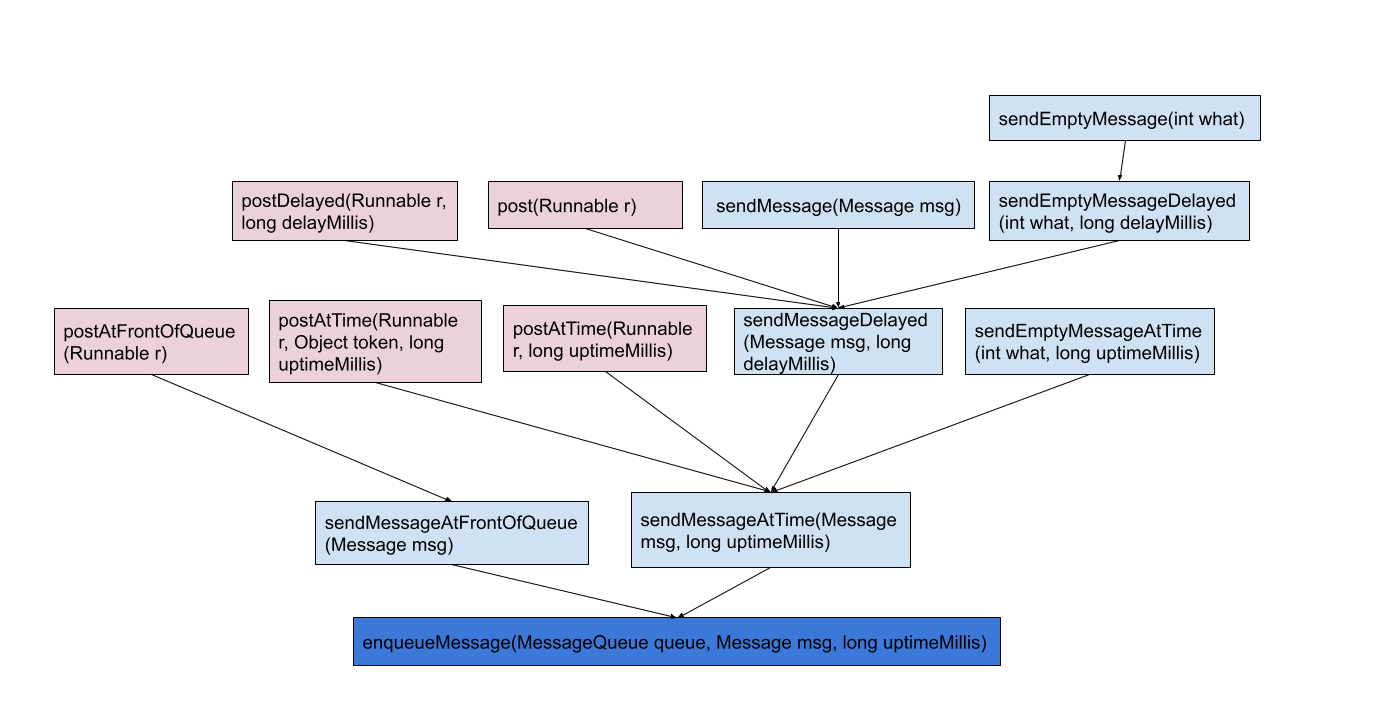 sendEmptyMessage(int what)
postDelayed(Runnable r,
long delayMillis)
post(Runnable r)
sendMessage(Message msg)
sendEmptyMessageDelayed
(int what, long delayMillis)
postAtFrontOfQueue
(Runnable r)
postAtTime(Runnable
r, Object token, long
uptimeMillis)
postAtTime(Runnable
r, long uptimeMillis)
sendMessageDelayed
(Message msg, long
delayMillis)
sendEmptyMessageAtTime
(int what, long uptimeMillis)
sendMessageAtFrontOfQueue
(Message msg)
sendMessageAtTime(Message
msg, long uptimeMillis)
enqueueMessage(MessageQueue queue, Message msg, long uptimeMillis)